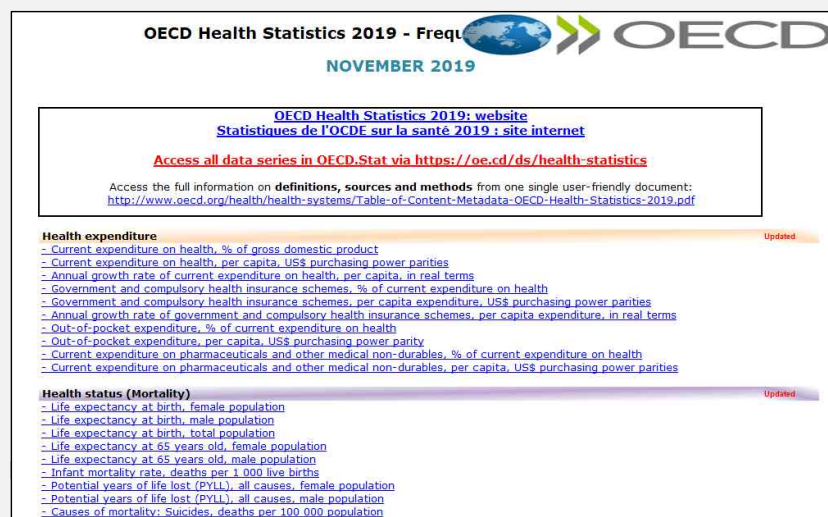 OECD Health Statistics 2019 - Frequ
OECD
NOVEMBER 2019
OECD Health Statistics 2019: website
Statistiques de l'OCDE sur la santé 2019 : site internet
Access all data series in OECD.Stat via https://oe.cd/ds/health-statistics
Access the full information on definitions, sources and methods from one single user-friendly document:
http://www.oecd.org/health/health-systems/Table-of-Content-Metadata-OECD-Health-Statistics-2019.pdf
Health expenditure Updated
- Current expenditure on health, % of gross domestic product
- Current expenditure on health, per capita, US$ purchasing power parities
- Annual growth rate of current expenditure on health, per capita, in real terms
- Government and compulsory health insurance schemes, % of current expenditure on health
- Government and compulsory health insurance schemes, per capita expenditure, US$ purchasing power parities
- Annual growth rate of government and compulsory health insurance schemes, per capita expenditure, in real terms
- Out-of-pocket expenditure, % of current expenditure on health
- Out-of-pocket expenditure, per capita, US$ purchasing power parity
- Current expenditure on pharmaceuticals and other medical non-durables, % of current expenditure on health
- Current expenditure on pharmaceuticals and other medical non-durables, per capita, US$ purchasing power parities
Health status (Mortality) Updated
- Life expectancy at birth, female population
- Life expectancy at birth, male population
- Life expectancy at birth, total population
- Life expectancy at 65 years old, female population
- Life expectancy at 65 years old, male population
- Infant mortality rate, deaths per 1 000 live births
- Potential years of life lost (PYLL), all causes, female population
- Potential years of life lost (PYLL), all causes, male population
- Causes of mortality: Suicides, deaths per 100 000 population